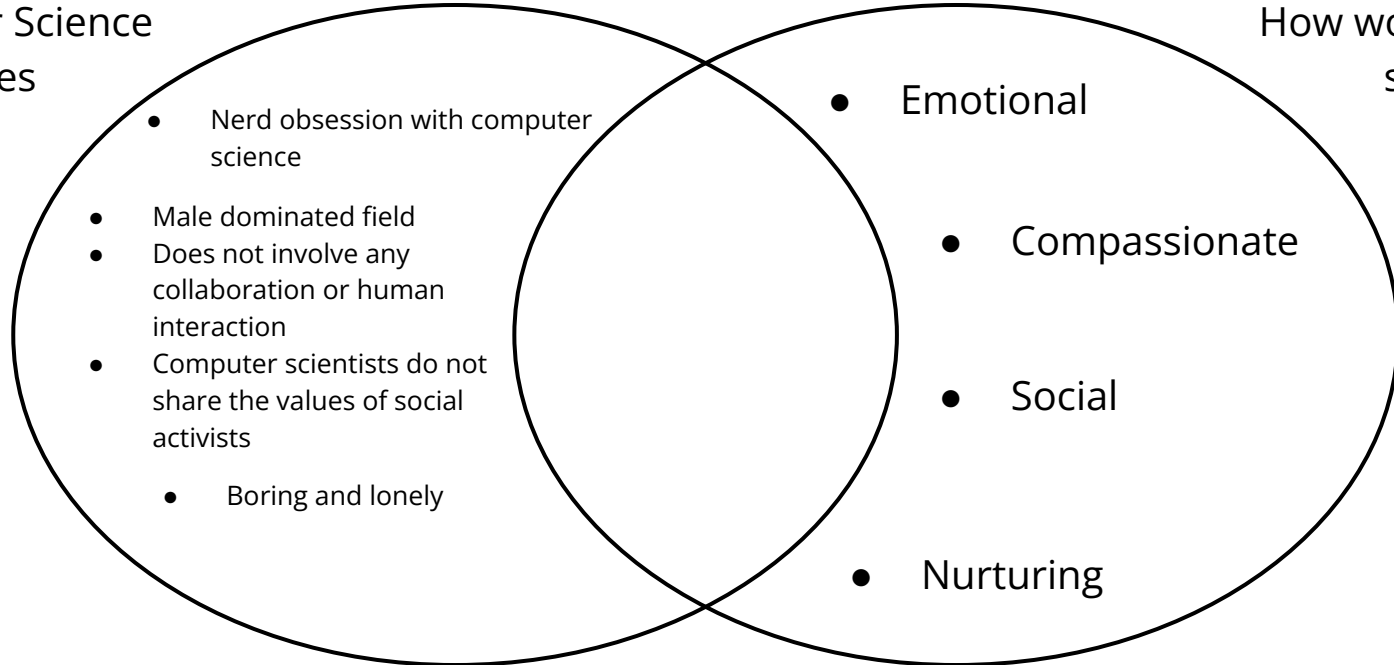 Science
es
● Nerd obsession with computer
science
● Male dominated field
● Does not involve any
collaboration or human
interaction
● Computer scientists do not
share the values of social
activists
● Boring and lonely
How wo
s
● Emotional
● Compassionate
● Social
● Nurturing